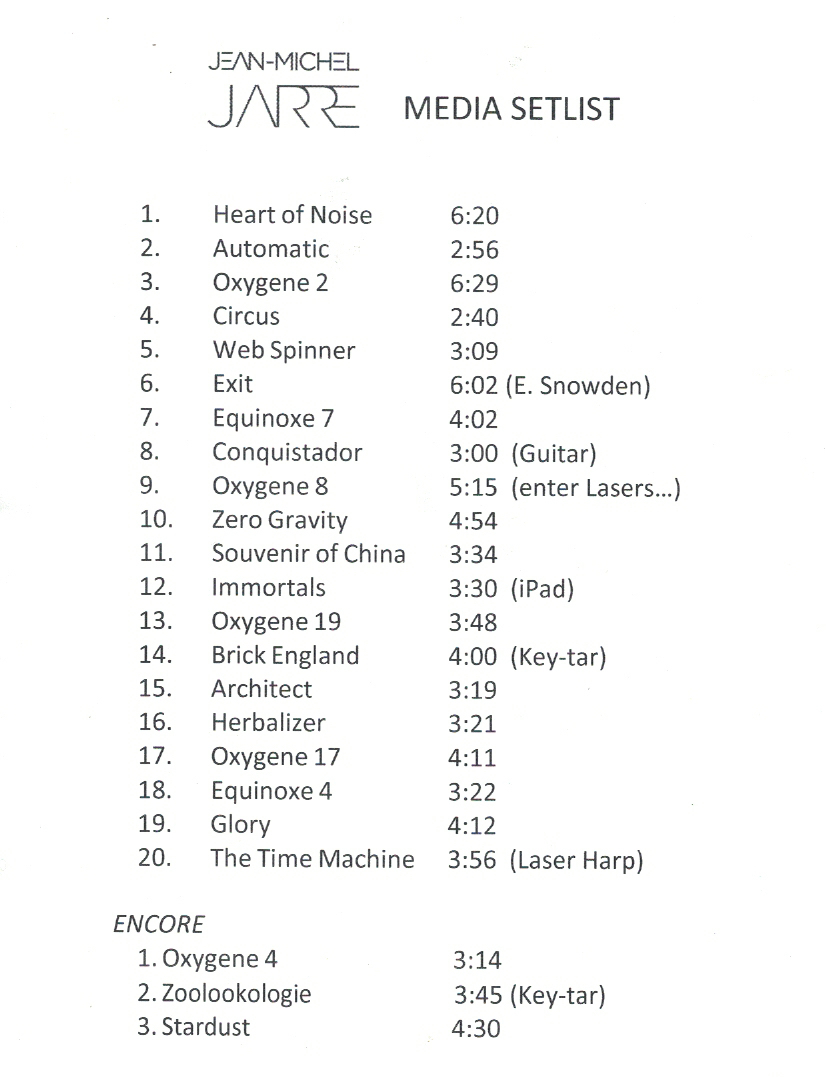 JEAN-MICHEL
JARRE MEDIA SETLIST
1. Heart of Noise 6:20
2. Automatic 2:56
3. Oxygene 2 6:29
4. Circus 2:40
5. Web Spinner 3:09
6. Exit 6:02 (E. Snowden)
7. Equinoxe 7 4:02
8. Conquistador 3:00 (Guitar)
9. Oxygene 8 5:15 (enter Lasers...)
10. Zero Gravity 4:54
11. Souvenir of China 3:34
12. Immortals 3:30 (iPad)
13. Oxygene 19 3:48
14. Brick England 4:00 (Key-tar)
15. Architect 3:19
16. Herbalizer 3:21
17. Oxygene 17 4:11
18. Equinoxe 4 3:22
19. Glory 4:12
20. The Time Machine 3:56 (Laser Harp)
ENCORE
1. Oxygene 4 3:14
2. Zoolookologie 3:45 (Key-tar)
3. Stardust 4:30